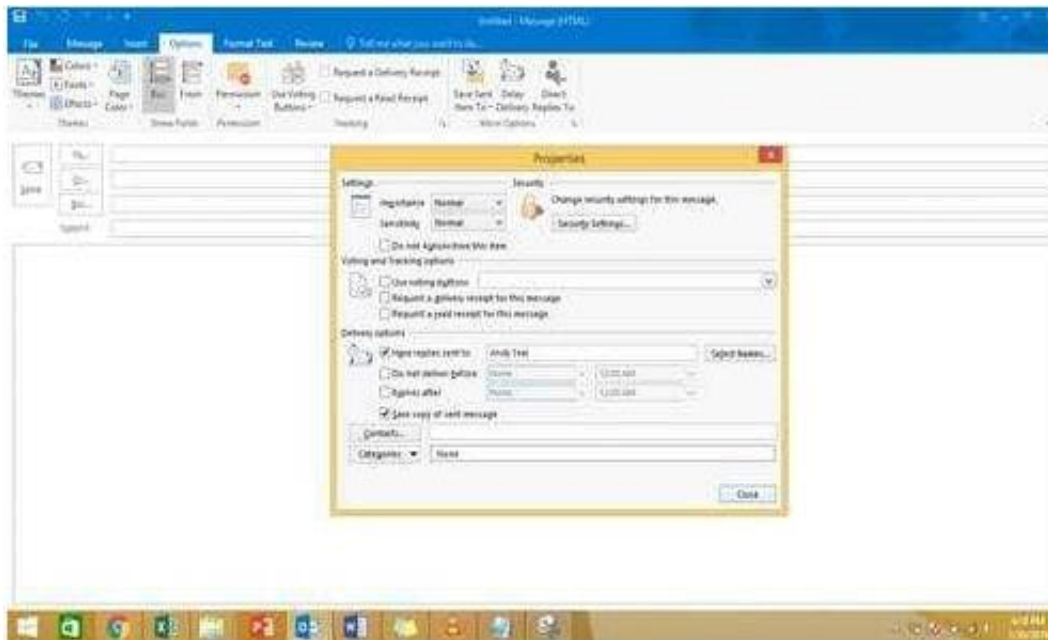 Untitled - Message (HTML)
File Message Insert Options Format Text Review Tell me what you want to do...
Themes Colors Fonts Effects Page Color Bcc From Permission Use Voting Buttons Request a Delivery Receipt Request a Read Receipt Save Sent Item To Delay Delivery Direct Replies To
Themes Show Fields Permission Tracking More Options
Send
To...
Cc...
Bcc...
Subject
Properties
Settings Security
Importance Normal Change security settings for this message.
Sensitivity Normal Security Settings...
Do not AutoArchive this item
Voting and Tracking options
Use voting buttons
Request a delivery receipt for this message
Request a read receipt for this message
Delivery options
Have replies sent to Select Names...
Do not deliver before None 12:00 AM
Expires after None 12:00 AM
Save copy of sent message
Contacts...
Categories None
Close